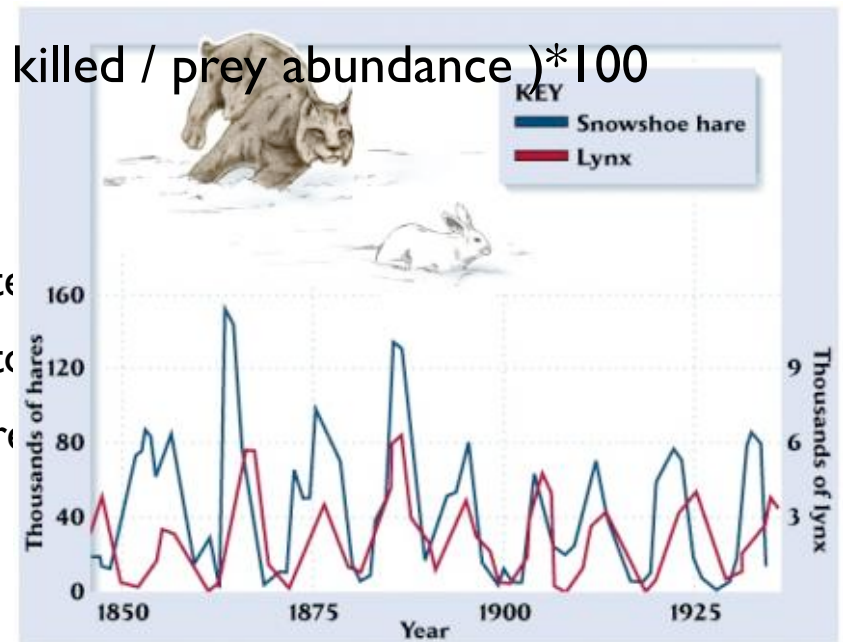 killed / prey abundance )*100
KEY
Snowshoe hare
Lynx
160
120
80
40
0
Thousands of hares
9
6
3
Thousands of lynx
1850 1875 1900 1925
Year